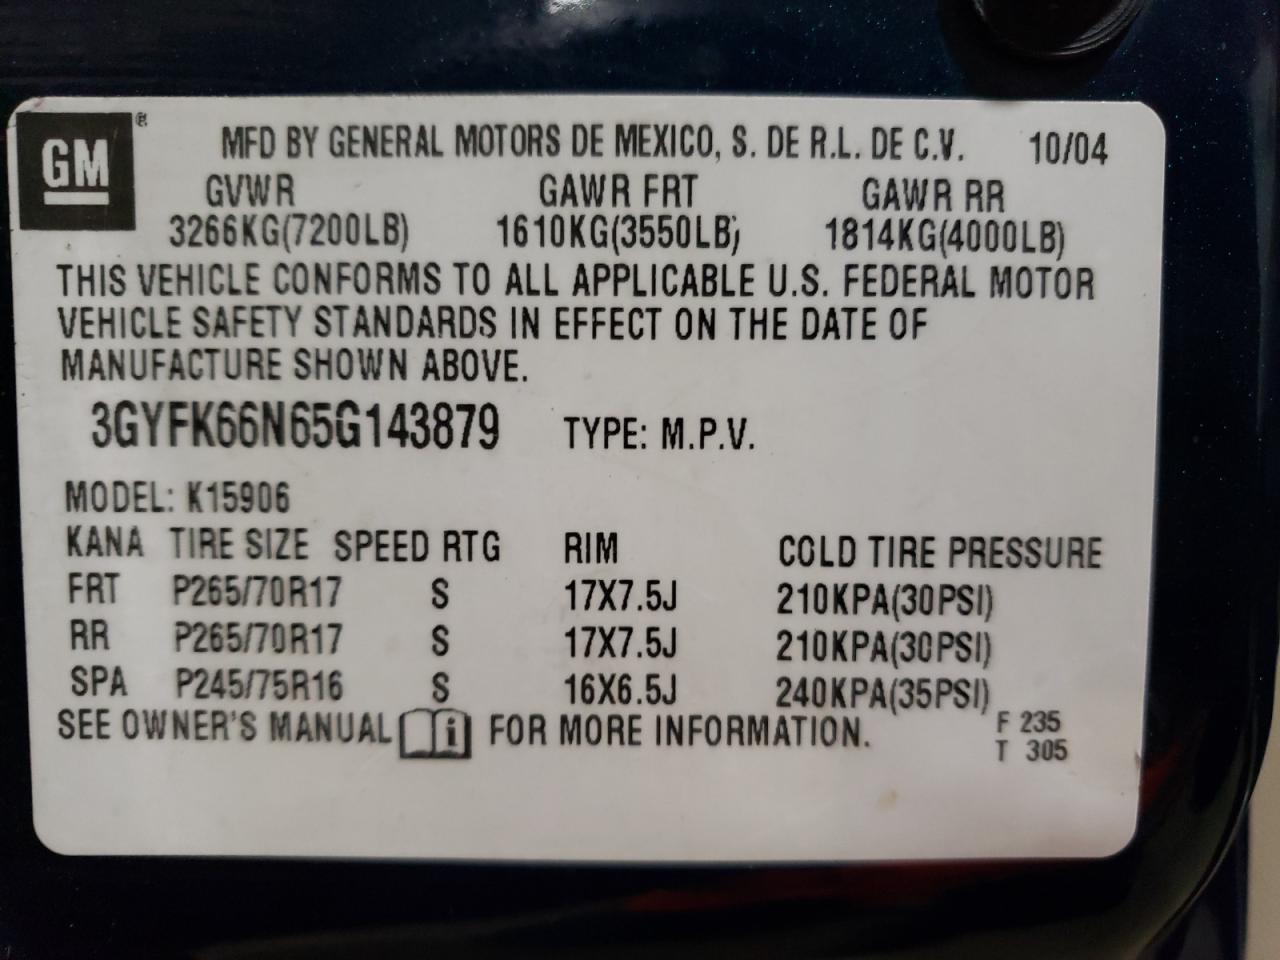 GM ®
MFD BY GENERAL MOTORS DE MEXICO, S. DE R.L. DE C.V. 10/04
GVWR GAWR FRT GAWR RR
3266KG(7200LB) 1610KG(3550LB) 1814KG(4000LB)
THIS VEHICLE CONFORMS TO ALL APPLICABLE U.S. FEDERAL MOTOR
VEHICLE SAFETY STANDARDS IN EFFECT ON THE DATE OF
MANUFACTURE SHOWN ABOVE.
3GYFK66N65G143879 TYPE: M.P.V.
MODEL: K15906
KANA TIRE SIZE SPEED RTG RIM COLD TIRE PRESSURE
FRT P265/70R17 S 17X7.5J 210KPA(30PSI)
RR P265/70R17 S 17X7.5J 210KPA(30PSI)
SPA P245/75R16 S 16X6.5J 240KPA(35PSI)
SEE OWNER'S MANUAL i FOR MORE INFORMATION.
F 235
T 305